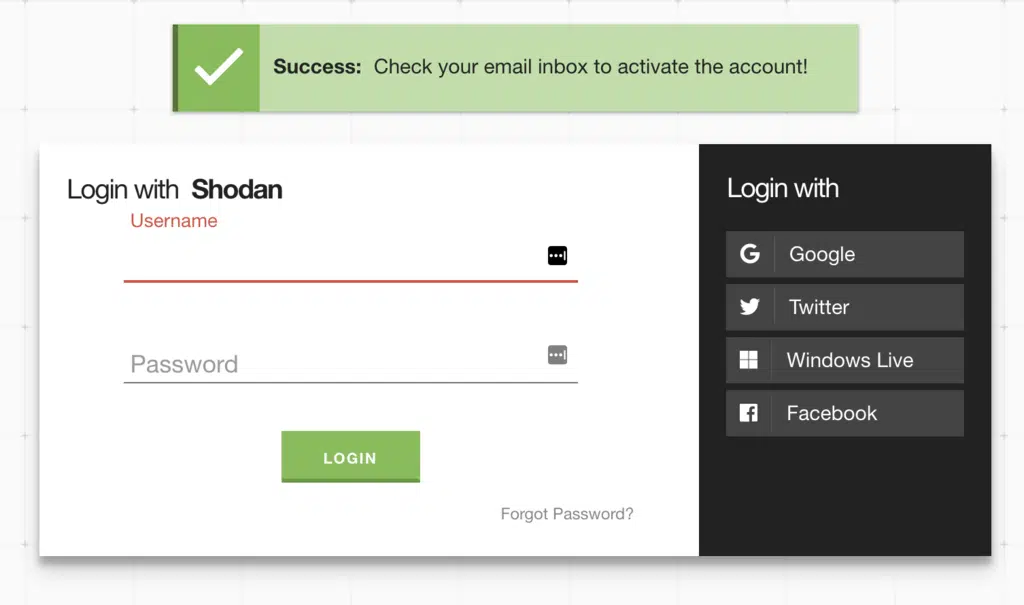 Success: Check your email inbox to activate the account!
Login with Shodan
Username
Password
LOGIN
Forgot Password?
Login with
Google
Twitter
Windows Live
Facebook